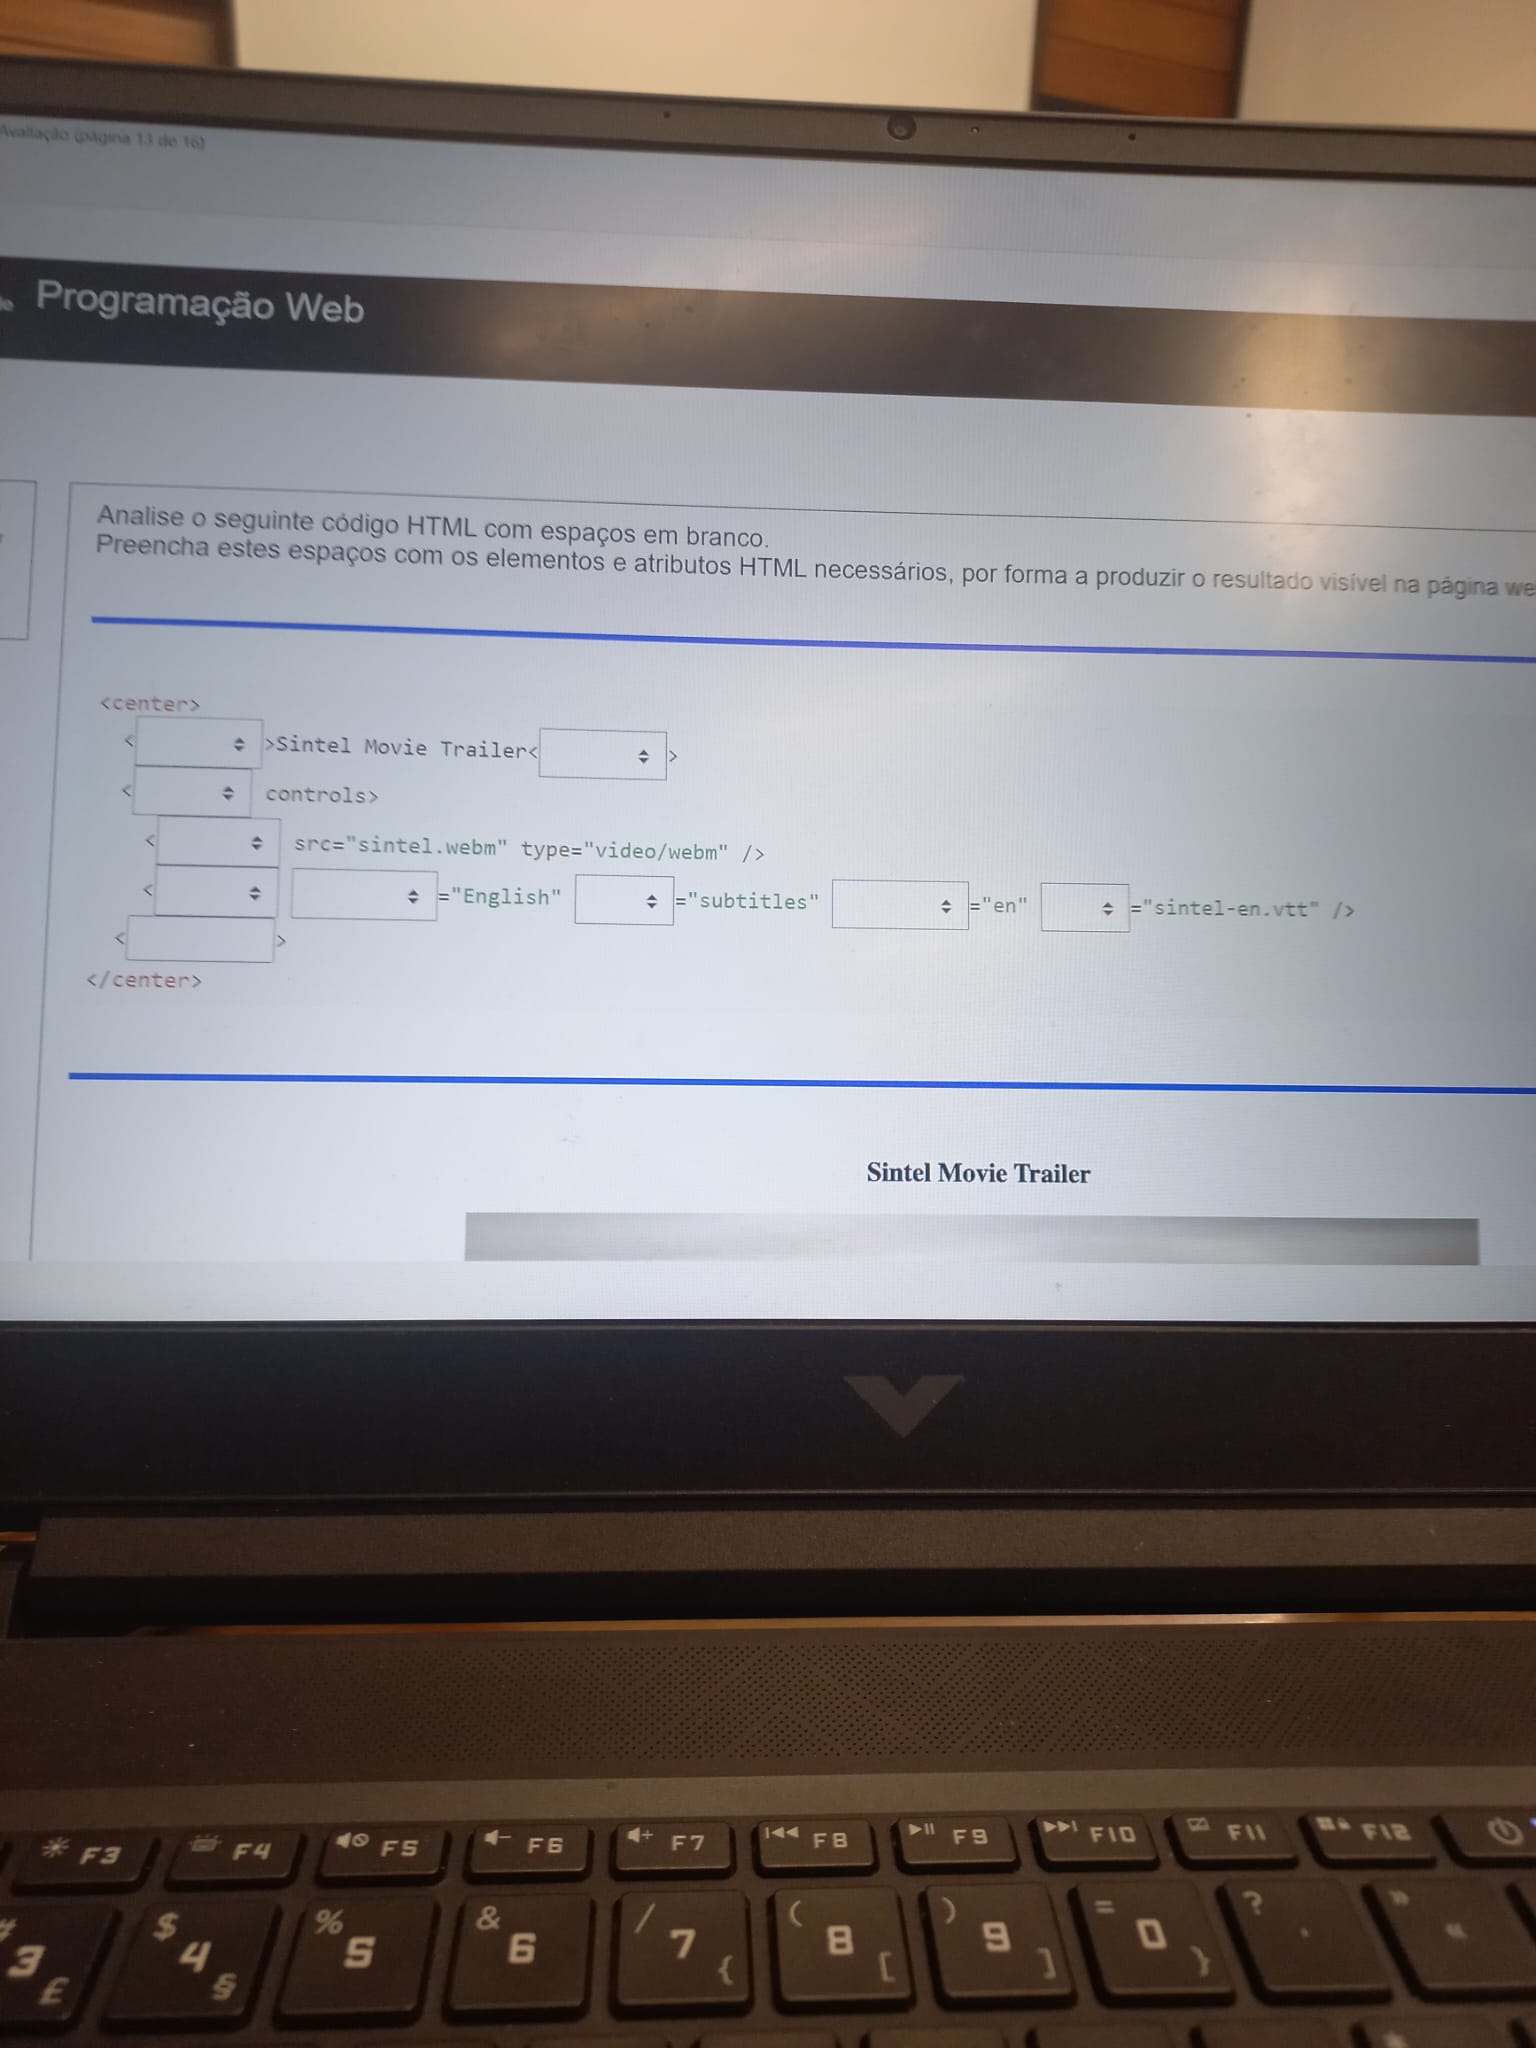 Avaliação (página 13 de 16)
Programação Web
Analise o seguinte código HTML com espaços em branco.
Preencha estes espaços com os elementos e atributos HTML necessários, por forma a produzir o resultado visível na página we
<center>
< >Sintel Movie Trailer< >
< controls>
< src="sintel.webm" type="video/webm" />
< ="English" ="subtitles" ="en" ="sintel-en.vtt" />
< >
</center>
Sintel Movie Trailer
F3 F4 F5 F6 F7 F8 F9 F10 F11 F12
# 3 £ $ 4 § % 5 & 6 / 7 { ( 8 [ ) 9 ] = 0 } ? ' » «